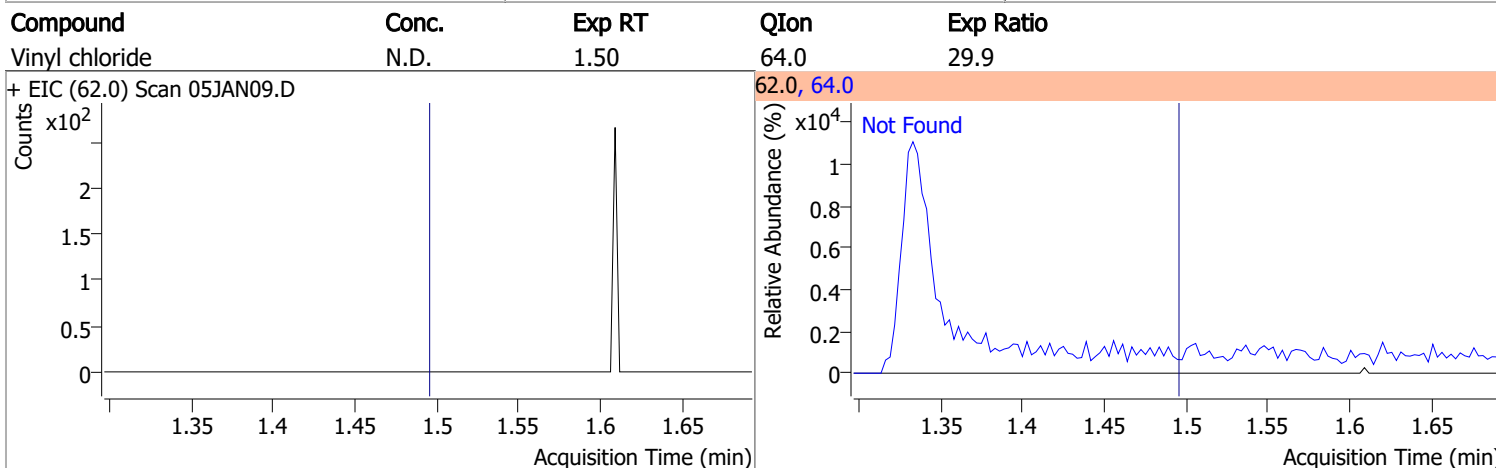 Compound Conc. Exp RT QIon Exp Ratio
Vinyl chloride N.D. 1.50 64.0 29.9
+ EIC (62.0) Scan 05JAN09.D
Counts
x10²
2
1.5
1
0.5
0
1.35 1.4 1.45 1.5 1.55 1.6 1.65
Acquisition Time (min)
62.0, 64.0
Relative Abundance (%)
x10⁴
Not Found
1
0.8
0.6
0.4
0.2
0
1.35 1.4 1.45 1.5 1.55 1.6 1.65
Acquisition Time (min)